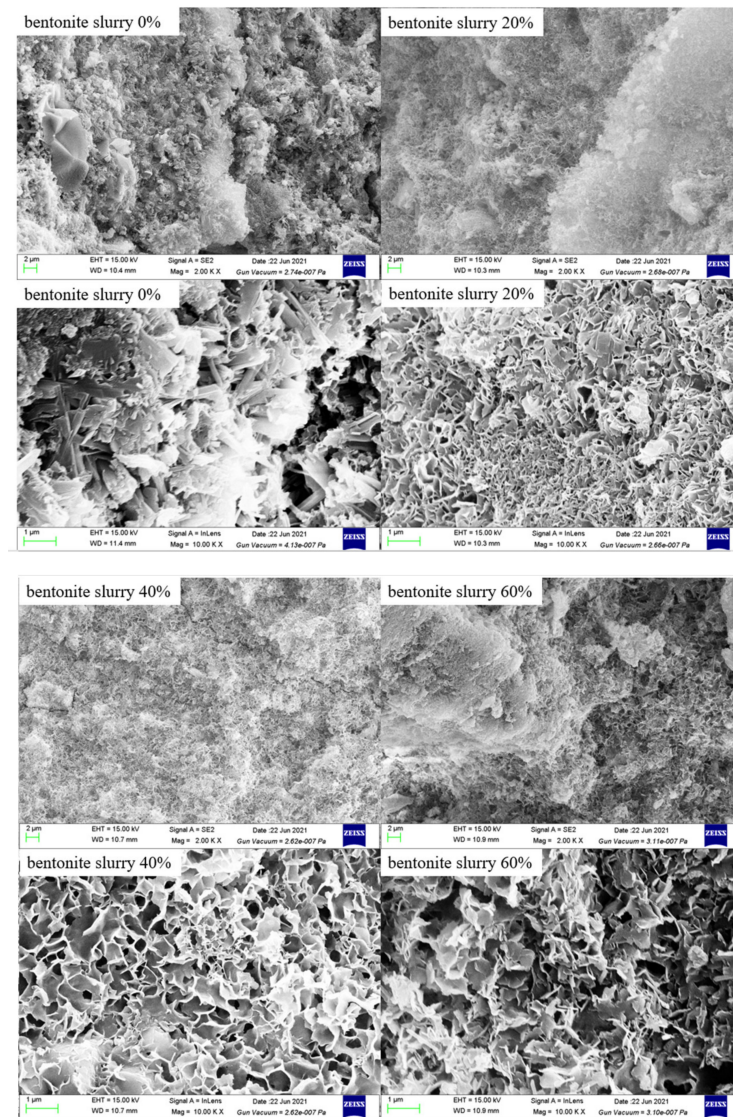 bentonite slurry 0%
bentonite slurry 20%
2 µm EHT = 15.00 kV Signal A = SE2 Date :22 Jun 2021
WD = 10.4 mm Mag = 2.00 K X Gun Vacuum = 2.74e-007 Pa
ZEISS
2 µm EHT = 15.00 kV Signal A = SE2 Date :22 Jun 2021
WD = 10.3 mm Mag = 2.00 K X Gun Vacuum = 2.68e-007 Pa
ZEISS
bentonite slurry 0%
bentonite slurry 20%
1 µm EHT = 15.00 kV Signal A = InLens Date :22 Jun 2021
WD = 11.4 mm Mag = 10.00 K X Gun Vacuum = 4.13e-007 Pa
ZEISS
1 µm EHT = 15.00 kV Signal A = InLens Date :22 Jun 2021
WD = 10.3 mm Mag = 10.00 K X Gun Vacuum = 2.66e-007 Pa
ZEISS
bentonite slurry 40%
bentonite slurry 60%
2 µm EHT = 15.00 kV Signal A = SE2 Date :22 Jun 2021
WD = 10.7 mm Mag = 2.00 K X Gun Vacuum = 2.62e-007 Pa
ZEISS
2 µm EHT = 15.00 kV Signal A = SE2 Date :22 Jun 2021
WD = 10.9 mm Mag = 2.00 K X Gun Vacuum = 3.11e-007 Pa
ZEISS
bentonite slurry 40%
bentonite slurry 60%
1 µm EHT = 15.00 kV Signal A = InLens Date :22 Jun 2021
WD = 10.7 mm Mag = 10.00 K X Gun Vacuum = 2.62e-007 Pa
ZEISS
1 µm EHT = 15.00 kV Signal A = InLens Date :22 Jun 2021
WD = 10.9 mm Mag = 10.00 K X Gun Vacuum = 3.10e-007 Pa
ZEISS